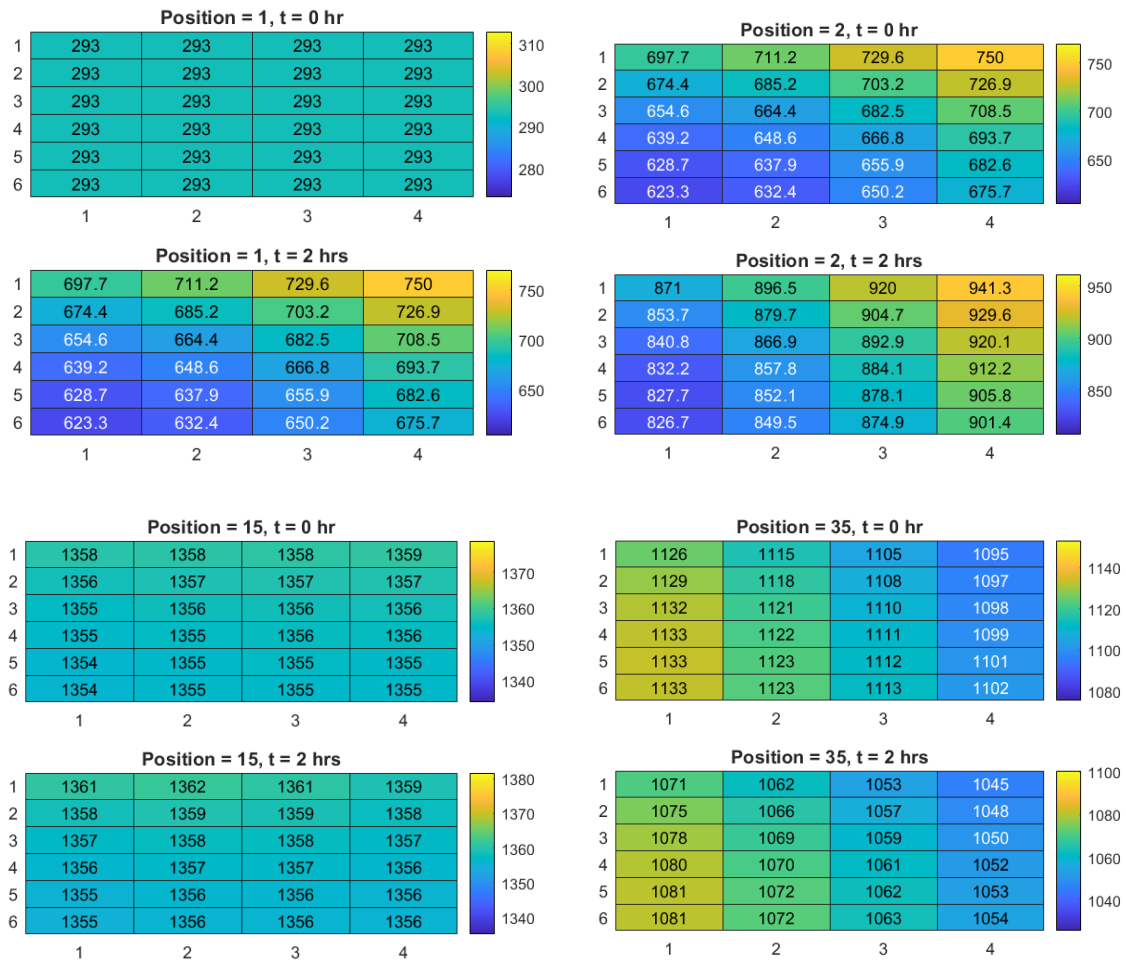 Position = 1, t = 0 hr
1 293 293 293 293 310
2 293 293 293 293 300
3 293 293 293 293
4 293 293 293 293 290
5 293 293 293 293
6 293 293 293 293 280
1 2 3 4
Position = 2, t = 0 hr
1 697.7 711.2 729.6 750 750
2 674.4 685.2 703.2 726.9
3 654.6 664.4 682.5 708.5 700
4 639.2 648.6 666.8 693.7
5 628.7 637.9 655.9 682.6 650
6 623.3 632.4 650.2 675.7
1 2 3 4
Position = 1, t = 2 hrs
1 697.7 711.2 729.6 750 750
2 674.4 685.2 703.2 726.9
3 654.6 664.4 682.5 708.5 700
4 639.2 648.6 666.8 693.7
5 628.7 637.9 655.9 682.6 650
6 623.3 632.4 650.2 675.7
1 2 3 4
Position = 2, t = 2 hrs
1 871 896.5 920 941.3 950
2 853.7 879.7 904.7 929.6
3 840.8 866.9 892.9 920.1 900
4 832.2 857.8 884.1 912.2
5 827.7 852.1 878.1 905.8 850
6 826.7 849.5 874.9 901.4
1 2 3 4
Position = 15, t = 0 hr
1 1358 1358 1358 1359
2 1356 1357 1357 1357 1370
3 1355 1356 1356 1356 1360
4 1355 1355 1356 1356 1350
5 1354 1355 1355 1355
6 1354 1355 1355 1355 1340
1 2 3 4
Position = 35, t = 0 hr
1 1126 1115 1105 1095 1140
2 1129 1118 1108 1097
3 1132 1121 1110 1098 1120
4 1133 1122 1111 1099 1100
5 1133 1123 1112 1101
6 1133 1123 1113 1102 1080
1 2 3 4
Position = 15, t = 2 hrs
1 1361 1362 1361 1359 1380
2 1358 1359 1359 1358 1370
3 1357 1358 1358 1357 1360
4 1356 1357 1357 1356
5 1355 1356 1356 1356 1350
6 1355 1356 1356 1356 1340
1 2 3 4
Position = 35, t = 2 hrs
1 1071 1062 1053 1045 1100
2 1075 1066 1057 1048 1080
3 1078 1069 1059 1050
4 1080 1070 1061 1052 1060
5 1081 1072 1062 1053
6 1081 1072 1063 1054 1040
1 2 3 4